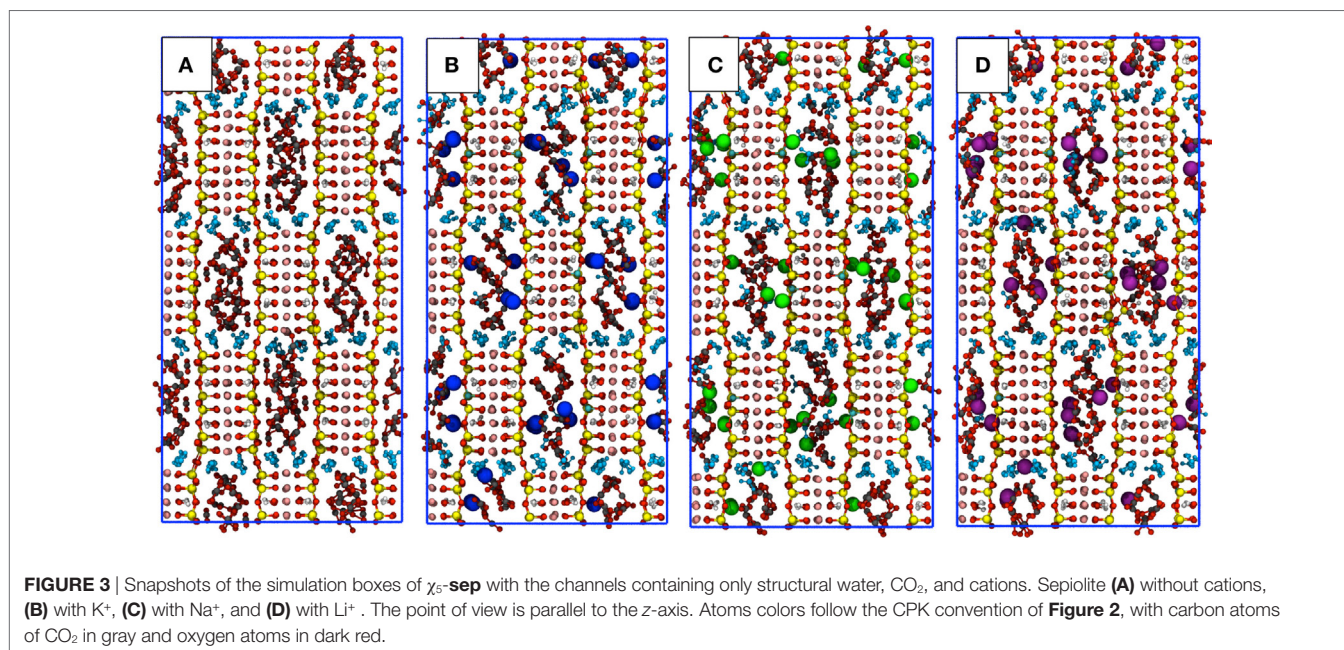 A
B
C
D
FIGURE 3 | Snapshots of the simulation boxes of χ₅-sep with the channels containing only structural water, CO₂, and cations. Sepiolite (A) without cations,
(B) with K⁺, (C) with Na⁺, and (D) with Li⁺ . The point of view is parallel to the z-axis. Atoms colors follow the CPK convention of Figure 2, with carbon atoms
of CO₂ in gray and oxygen atoms in dark red.